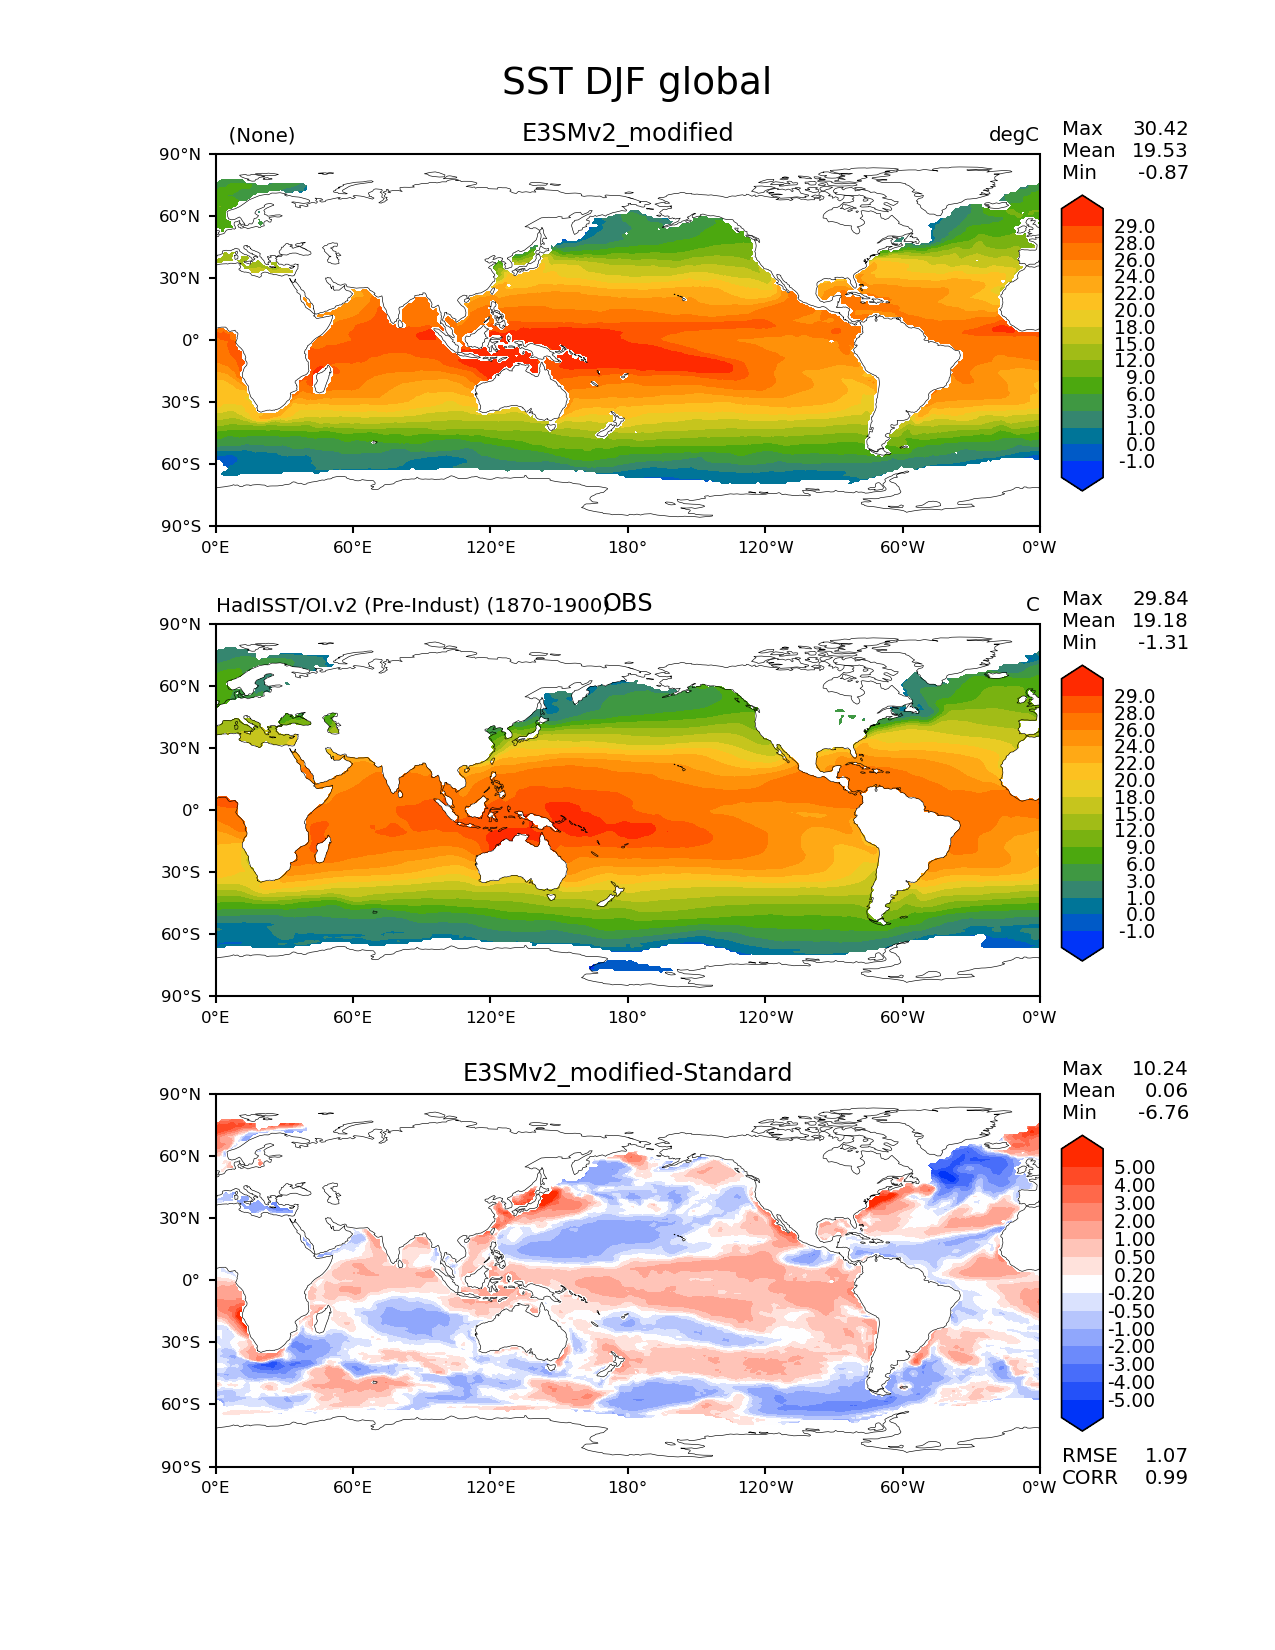 SST DJF global
(None) E3SMv2_modified degC
Max 30.42
Mean 19.53
Min -0.87
90°N
60°N
30°N
0°
30°S
60°S
90°S
0°E 60°E 120°E 180° 120°W 60°W 0°W
29.0
28.0
26.0
24.0
22.0
20.0
18.0
15.0
12.0
9.0
6.0
3.0
1.0
0.0
-1.0
HadISST/OI.v2 (Pre-Indust) (1870-1900) OBS C
Max 29.84
Mean 19.18
Min -1.31
90°N
60°N
30°N
0°
30°S
60°S
90°S
0°E 60°E 120°E 180° 120°W 60°W 0°W
29.0
28.0
26.0
24.0
22.0
20.0
18.0
15.0
12.0
9.0
6.0
3.0
1.0
0.0
-1.0
E3SMv2_modified-Standard
Max 10.24
Mean 0.06
Min -6.76
90°N
60°N
30°N
0°
30°S
60°S
90°S
0°E 60°E 120°E 180° 120°W 60°W 0°W
5.00
4.00
3.00
2.00
1.00
0.50
0.20
-0.20
-0.50
-1.00
-2.00
-3.00
-4.00
-5.00
RMSE 1.07
CORR 0.99